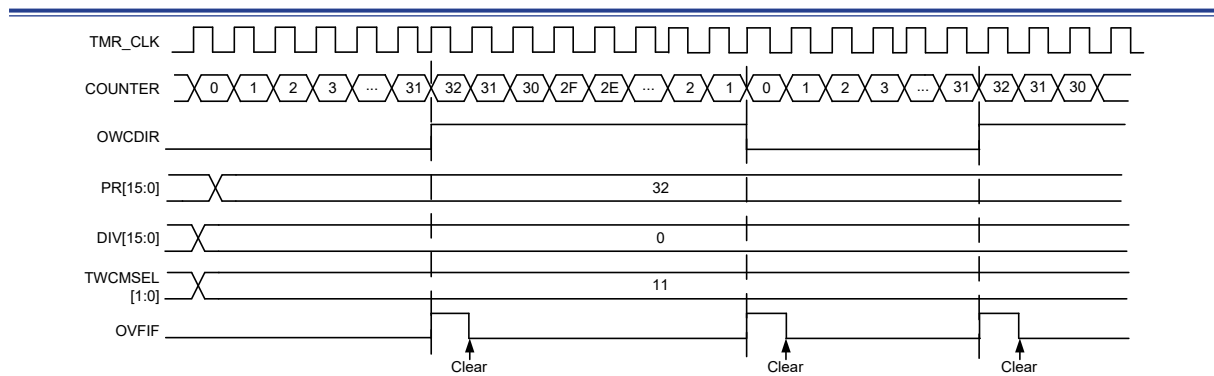 TMR_CLK
COUNTER 0 1 2 3 ... 31 32 31 30 2F 2E ... 2 1 0 1 2 3 ... 31 32 31 30
OWCDIR
PR[15:0] 32
DIV[15:0] 0
TWCMSEL
[1:0] 11
OVFIF
Clear Clear Clear